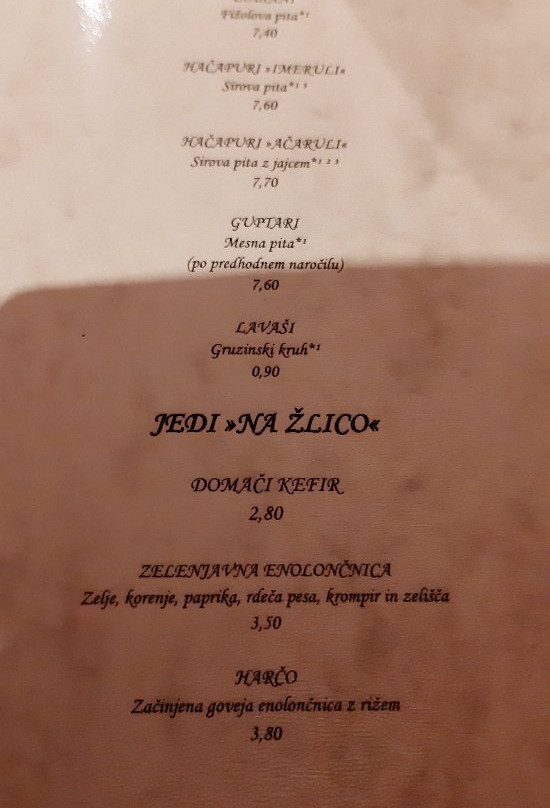 Fižolova pita*¹
7,40
HAČAPURI »IMERULI«
Sirova pita*¹ ³
7,60
HAČAPURI »AČARULI«
Sirova pita z jajcem*¹ ² ³
7,70
GUPTARI
Mesna pita*¹
(po predhodnem naročilu)
7,60
LAVAŠI
Gruzinski kruh*¹
0,90
JEDI »NA ŽLICO«
DOMAČI KEFIR
2,80
ZELENJAVNA ENOLONČNICA
Zelje, korenje, paprika, rdeča pesa, krompir in zelišča
3,50
HARČO
Začinjena goveja enolončnica z rižem
3,80